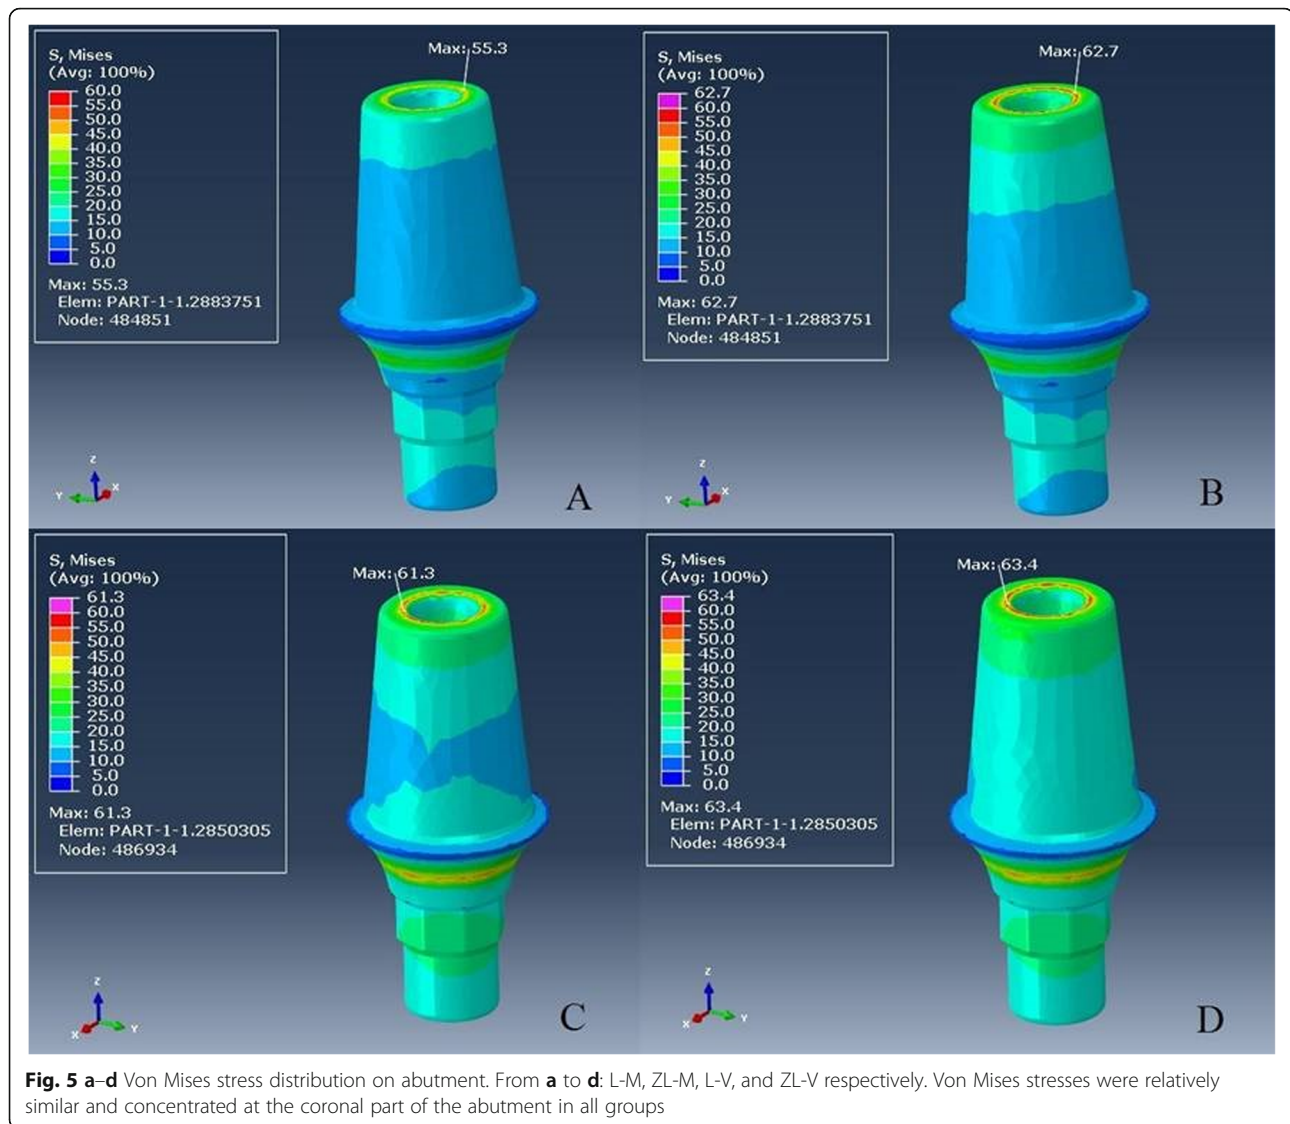 S, Mises
(Avg: 100%)
60.0
55.0
50.0
45.0
40.0
35.0
30.0
25.0
20.0
15.0
10.0
5.0
0.0
Max: 55.3
Elem: PART-1-1.2883751
Node: 484851
Max: 55.3
Z
Y
X
A
S, Mises
(Avg: 100%)
62.7
60.0
55.0
50.0
45.0
40.0
35.0
30.0
25.0
20.0
15.0
10.0
5.0
0.0
Max: 62.7
Elem: PART-1-1.2883751
Node: 484851
Max: 62.7
Z
Y
X
B
S, Mises
(Avg: 100%)
61.3
60.0
55.0
50.0
45.0
40.0
35.0
30.0
25.0
20.0
15.0
10.0
5.0
0.0
Max: 61.3
Elem: PART-1-1.2850305
Node: 486934
Max: 61.3
Z
X
Y
C
S, Mises
(Avg: 100%)
63.4
60.0
55.0
50.0
45.0
40.0
35.0
30.0
25.0
20.0
15.0
10.0
5.0
0.0
Max: 63.4
Elem: PART-1-1.2850305
Node: 486934
Max: 63.4
Z
X
Y
D
Fig. 5 a–d Von Mises stress distribution on abutment. From a to d: L-M, ZL-M, L-V, and ZL-V respectively. Von Mises stresses were relatively
similar and concentrated at the coronal part of the abutment in all groups